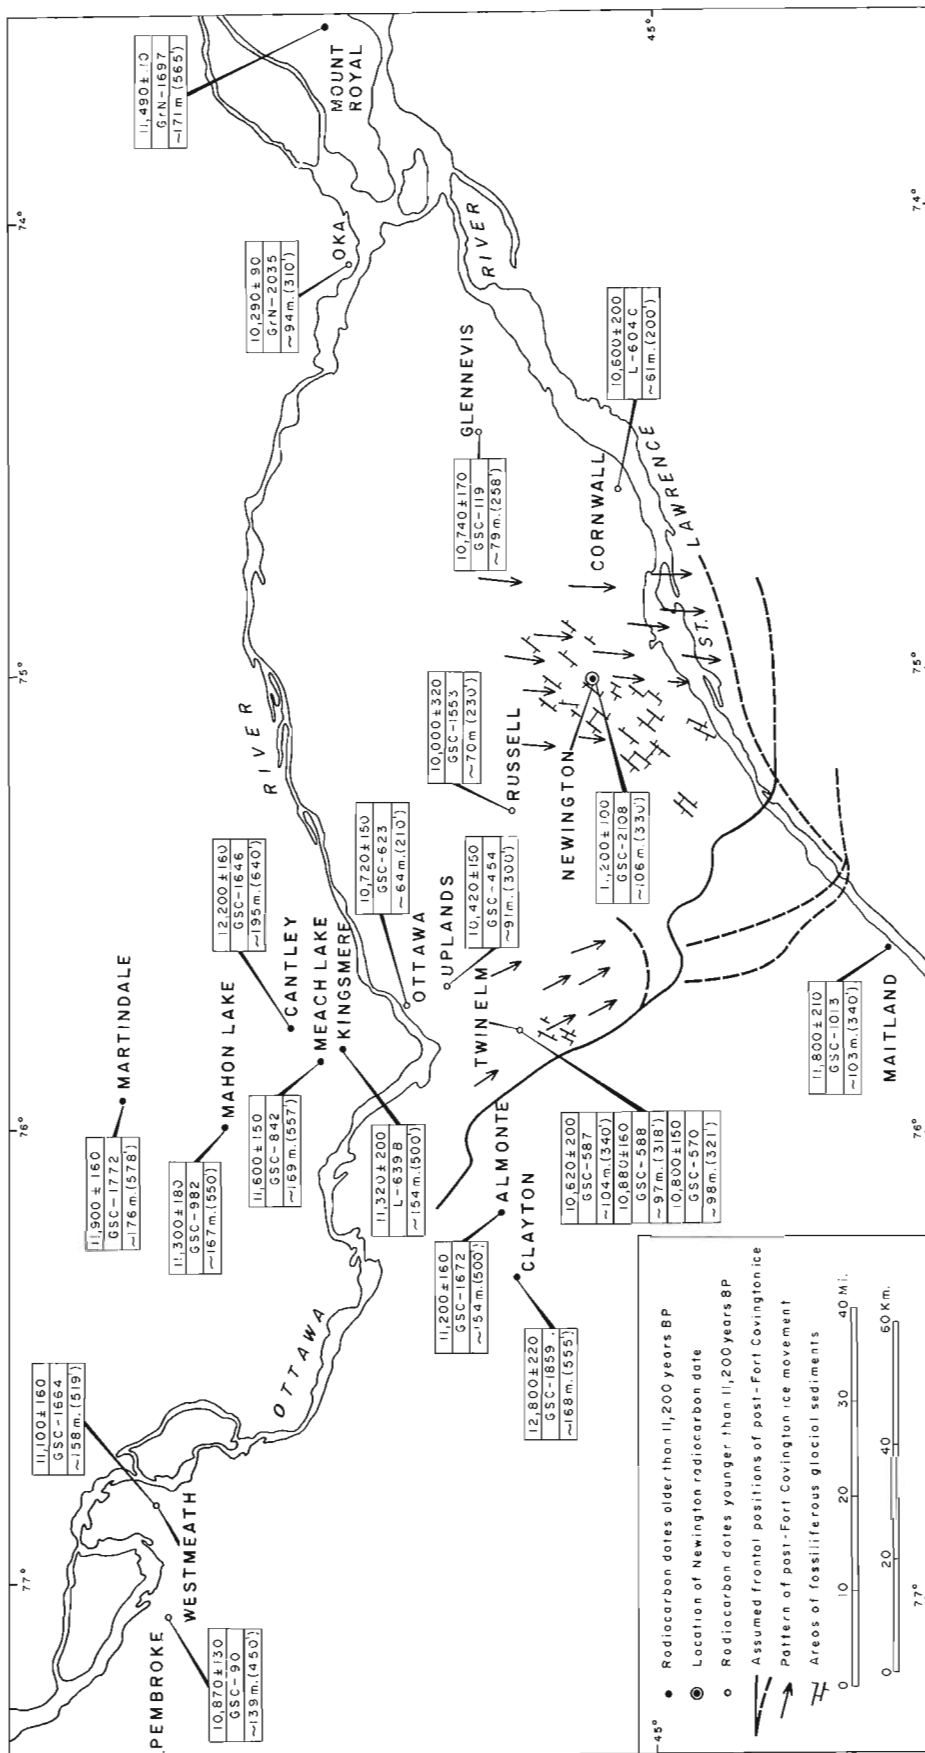 77°
76°
75°
74°
11,100±160
GSC-1664
~158m.(519')
WESTMEATH
PEMBROKE
10,870±130
GSC-90
~139m.(450')
OTTAWA
RIVER
11,900±160
GSC-1772
~176m.(578')
MARTINDALE
11,300±180
GSC-982
~167m.(550')
MAHON LAKE
12,200±160
GSC-1646
~195m.(640')
CANTLEY
11,600±150
GSC-842
~169m.(557')
MEACH LAKE
KINGSMERE
11,320±200
L-639B
~154m.(500')
10,720±150
GSC-623
~64m.(210')
OTTAWA
UPLANDS
10,420±150
GSC-454
~91m.(300')
10,290±90
GrN-2035
~94m.(310')
OKA
11,490±
GrN-1697
~171m(565')
MOUNT
ROYAL
11,200±160
GSC-1672
~154m.(500')
ALMONTE
CLAYTON
12,800±220
GSC-1859.
~168m.(555')
TWIN ELM
10,620±200
GSC-587
~104m.(340')
10,880±160
GSC-588
~97m.(318')
10,800±150
GSC-570
~98m.(321')
10,000±320
GSC-1553
~70m(230')
RUSSELL
NEWINGTON
11,200±100
GSC-2108
~106m.(330')
10,740±170
GSC-119
~79m.(258')
GLENNEVIS
CORNWALL
10,600±200
L-604C
~61m.(200')
ST. LAWRENCE
RIVER
11,800±210
GSC-1013
~103m.(340')
MAITLAND
Radiocarbon dates older than 11,200 years BP
Location of Newington radiocarbon date
Radiocarbon dates younger than 11,200 years BP
Assumed frontal positions of post-Fort Covington ice
Pattern of post-Fort Covington ice movement
Areas of fossiliferous glacial sediments
0 10 20 30 40 Mi.
0 20 40 60 Km.
45°
45°
77°
76°
75°
74°